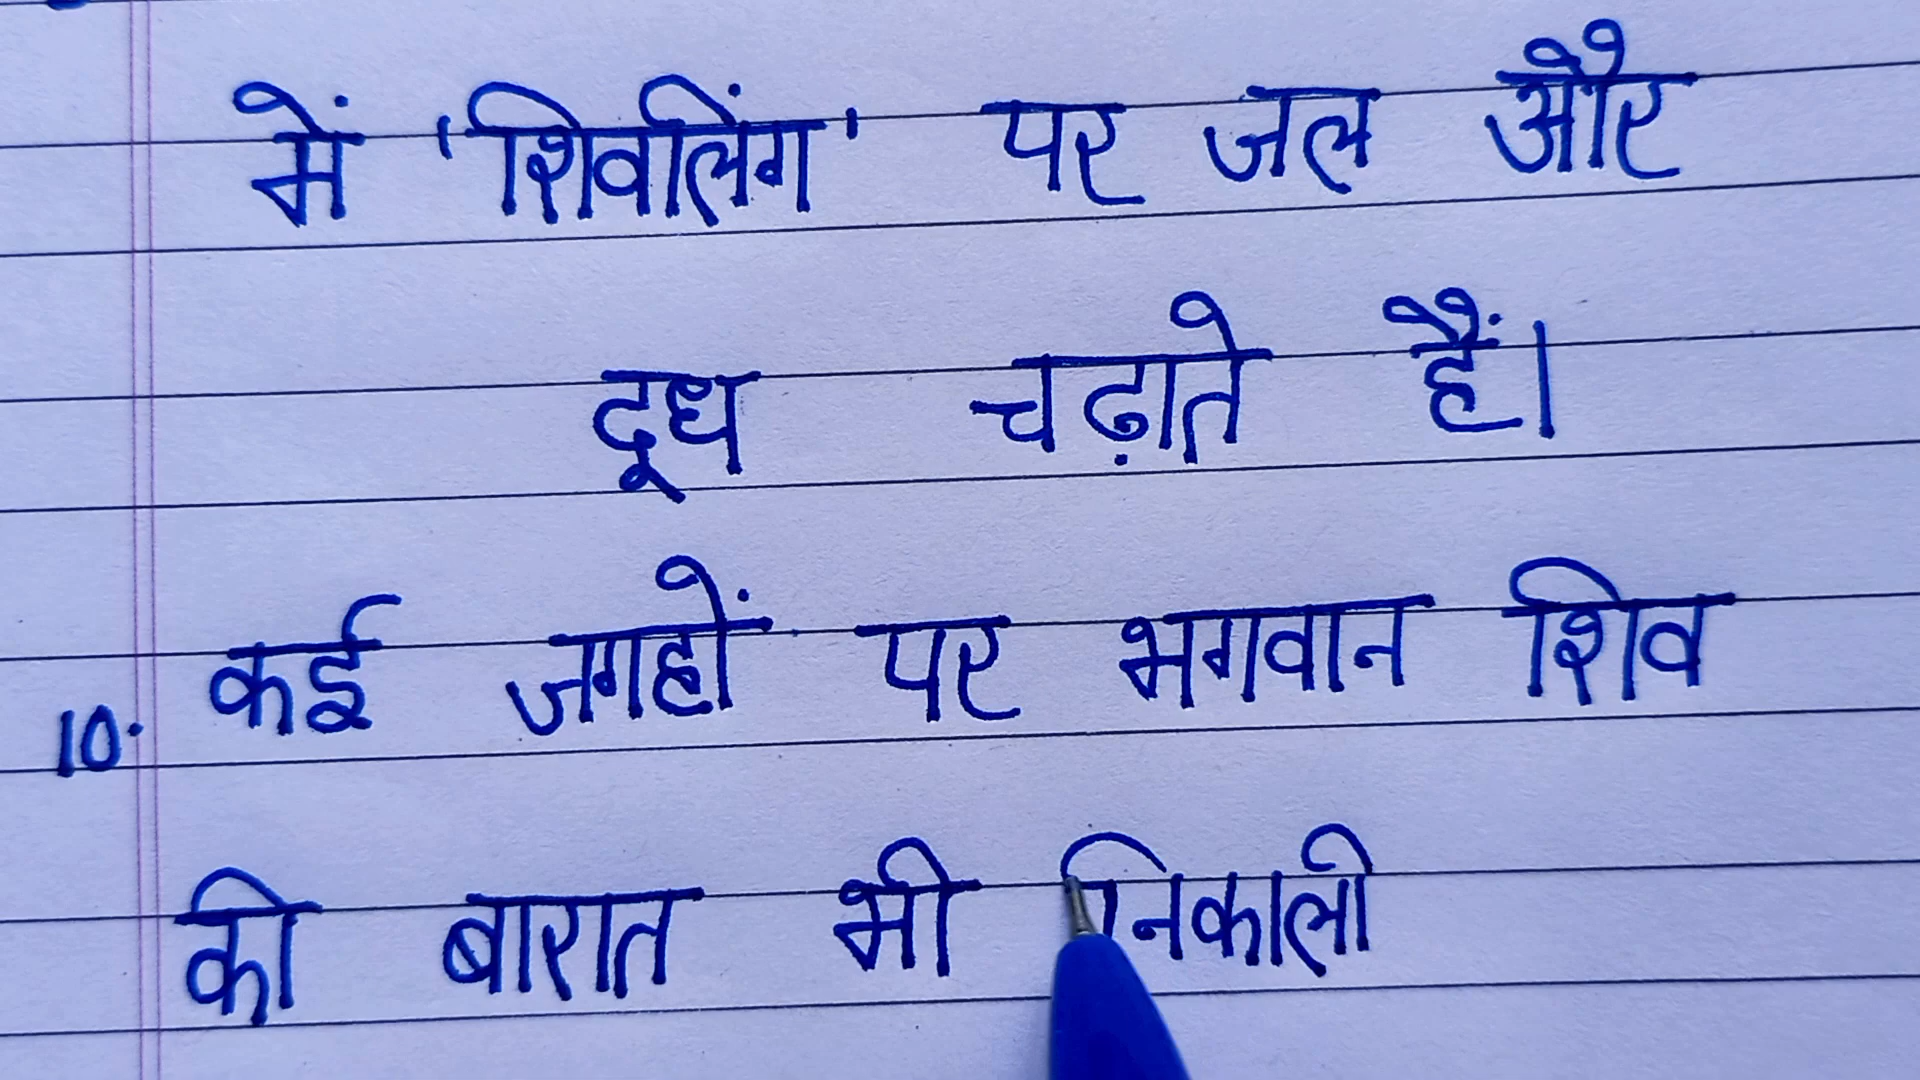 में 'शिवलिंग' पर जल और
दूध चढ़ाते हैं।
10. कई जगहों पर भगवान शिव
की बारात भी निकाली